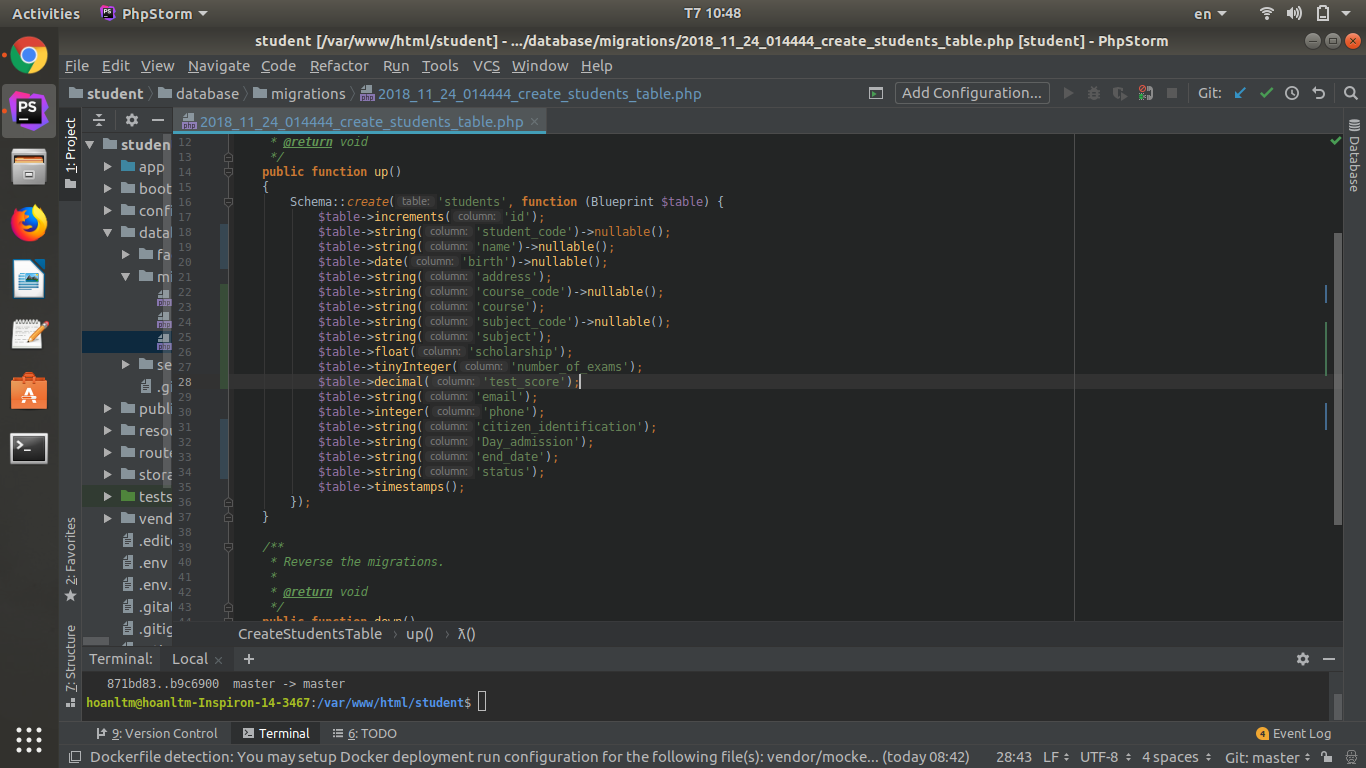 Activities PhpStorm T7 10:48 en
student [/var/www/html/student] - .../database/migrations/2018_11_24_014444_create_students_table.php [student] - PhpStorm
File Edit View Navigate Code Refactor Run Tools VCS Window Help
student database migrations 2018_11_24_014444_create_students_table.php Add Configuration... Git:
1: Project
2018_11_24_014444_create_students_table.php
Database
student
app
boot
confi
datab
fa
mi
php
php
php
se
.gi
publi
resou
route
stora
tests
vend
.edito
.env
.env.
.gitat
.gitig
2: Favorites
7: Structure
12 * @return void
13 */
14 public function up()
15 {
16 Schema::create( table: 'students', function (Blueprint $table) {
17 $table->increments( column: 'id');
18 $table->string( column: 'student_code')->nullable();
19 $table->string( column: 'name')->nullable();
20 $table->date( column: 'birth')->nullable();
21 $table->string( column: 'address');
22 $table->string( column: 'course_code')->nullable();
23 $table->string( column: 'course');
24 $table->string( column: 'subject_code')->nullable();
25 $table->string( column: 'subject');
26 $table->float( column: 'scholarship');
27 $table->tinyInteger( column: 'number_of_exams');
28 $table->decimal( column: 'test_score');
29 $table->string( column: 'email');
30 $table->integer( column: 'phone');
31 $table->string( column: 'citizen_identification');
32 $table->string( column: 'Day_admission');
33 $table->string( column: 'end_date');
34 $table->string( column: 'status');
35 $table->timestamps();
36 });
37 }
38
39 /**
40 * Reverse the migrations.
41 *
42 * @return void
43 */
44 public function down()
CreateStudentsTable › up() › λ()
Terminal: Local
871bd83..b9c6900 master -> master
hoanltm@hoanltm-Inspiron-14-3467:/var/www/html/student$
9: Version Control Terminal 6: TODO 4 Event Log
Dockerfile detection: You may setup Docker deployment run configuration for the following file(s): vendor/mocke... (today 08:42) 28:43 LF UTF-8 4 spaces Git: master